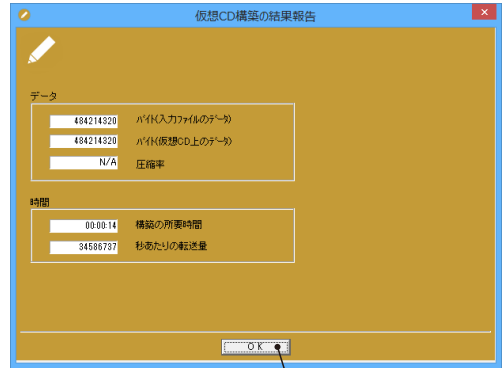 仮想CD構築の結果報告
データ
484214320 バイト(入力ファイルのデータ)
484214320 バイト(仮想CD上のデータ)
N/A 圧縮率
時間
00:00:14 構築の所要時間
34586737 秒あたりの転送量
OK